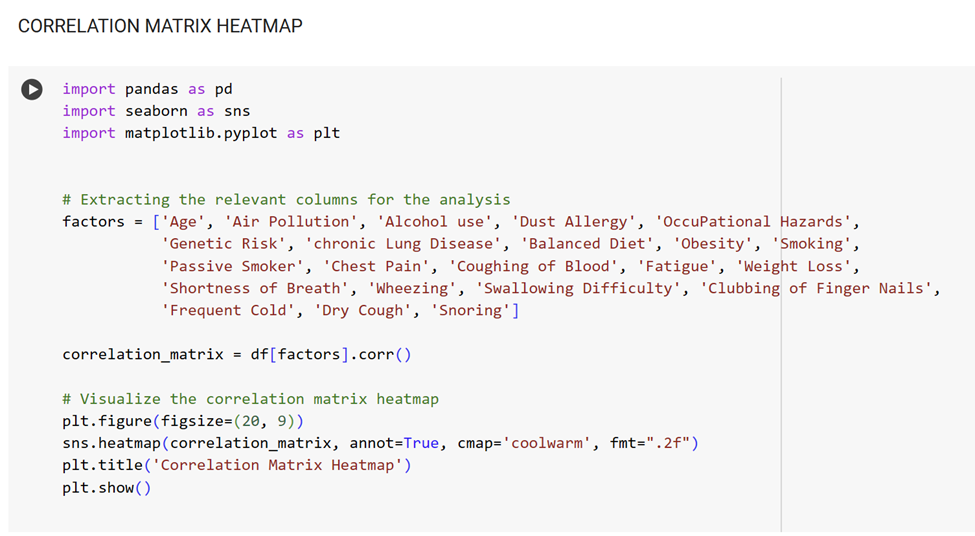 CORRELATION MATRIX HEATMAP
import pandas as pd
import seaborn as sns
import matplotlib.pyplot as plt
# Extracting the relevant columns for the analysis
factors = ['Age', 'Air Pollution', 'Alcohol use', 'Dust Allergy', 'OccuPational Hazards',
'Genetic Risk', 'chronic Lung Disease', 'Balanced Diet', 'Obesity', 'Smoking',
'Passive Smoker', 'Chest Pain', 'Coughing of Blood', 'Fatigue', 'Weight Loss',
'Shortness of Breath', 'Wheezing', 'Swallowing Difficulty', 'Clubbing of Finger Nails',
'Frequent Cold', 'Dry Cough', 'Snoring']
correlation_matrix = df[factors].corr()
# Visualize the correlation matrix heatmap
plt.figure(figsize=(20, 9))
sns.heatmap(correlation_matrix, annot=True, cmap='coolwarm', fmt=".2f")
plt.title('Correlation Matrix Heatmap')
plt.show()